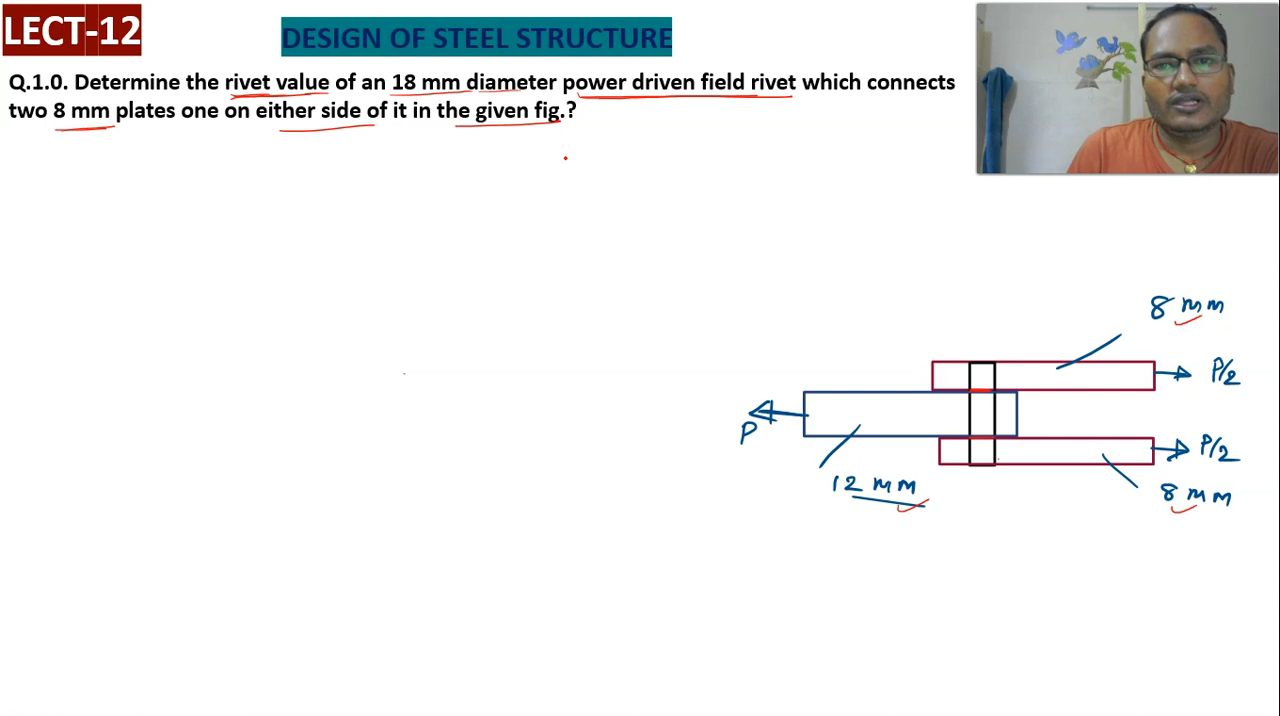 LECT-12
DESIGN OF STEEL STRUCTURE
Q.1.0. Determine the rivet value of an 18 mm diameter power driven field rivet which connects
two 8 mm plates one on either side of it in the given fig.?
8 mm
P/2
P
P/2
12 mm
8 mm